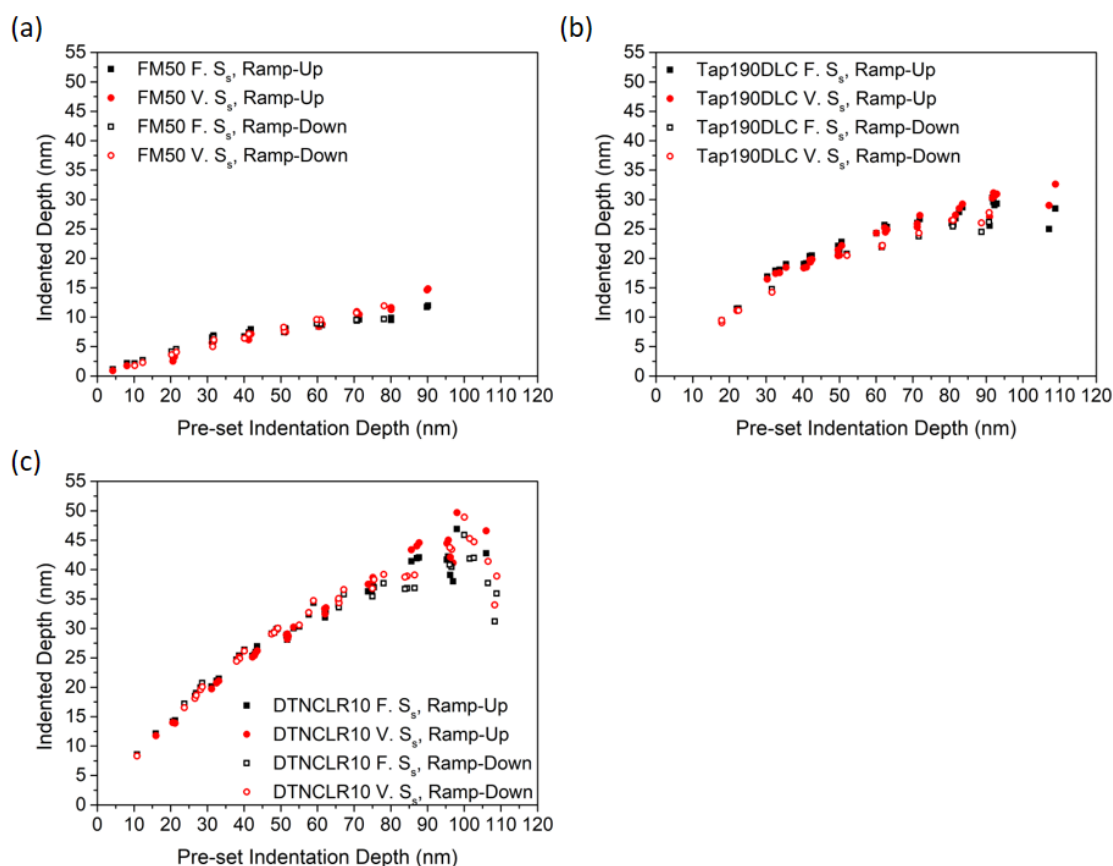 (a)
55
50
45
40
35
30
25
20
15
10
5
0
Indented Depth (nm)
FM50 F. Sₛ, Ramp-Up
FM50 V. Sₛ, Ramp-Up
FM50 F. Sₛ, Ramp-Down
FM50 V. Sₛ, Ramp-Down
0 10 20 30 40 50 60 70 80 90 100 110 120
Pre-set Indentation Depth (nm)
(b)
55
50
45
40
35
30
25
20
15
10
5
0
Indented Depth (nm)
Tap190DLC F. Sₛ, Ramp-Up
Tap190DLC V. Sₛ, Ramp-Up
Tap190DLC F. Sₛ, Ramp-Down
Tap190DLC V. Sₛ, Ramp-Down
0 10 20 30 40 50 60 70 80 90 100 110 120
Pre-set Indentation Depth (nm)
(c)
55
50
45
40
35
30
25
20
15
10
5
0
Indented Depth (nm)
DTNCLR10 F. Sₛ, Ramp-Up
DTNCLR10 V. Sₛ, Ramp-Up
DTNCLR10 F. Sₛ, Ramp-Down
DTNCLR10 V. Sₛ, Ramp-Down
0 10 20 30 40 50 60 70 80 90 100 110 120
Pre-set Indentation Depth (nm)